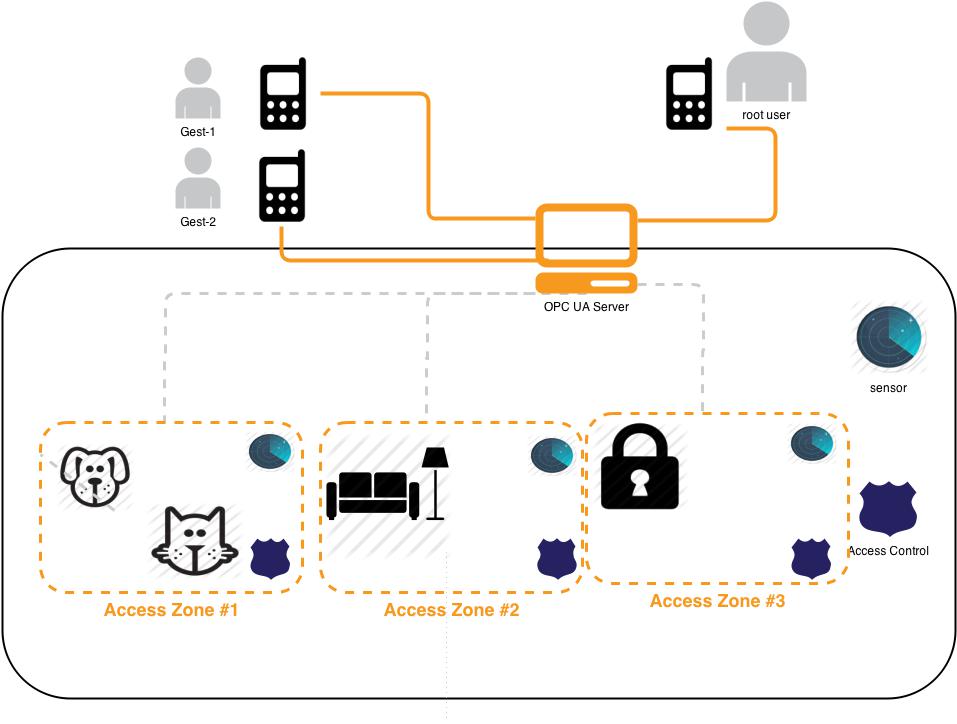 root user
Gest-1
Gest-2
OPC UA Server
sensor
Access Control
Access Zone #1
Access Zone #2
Access Zone #3